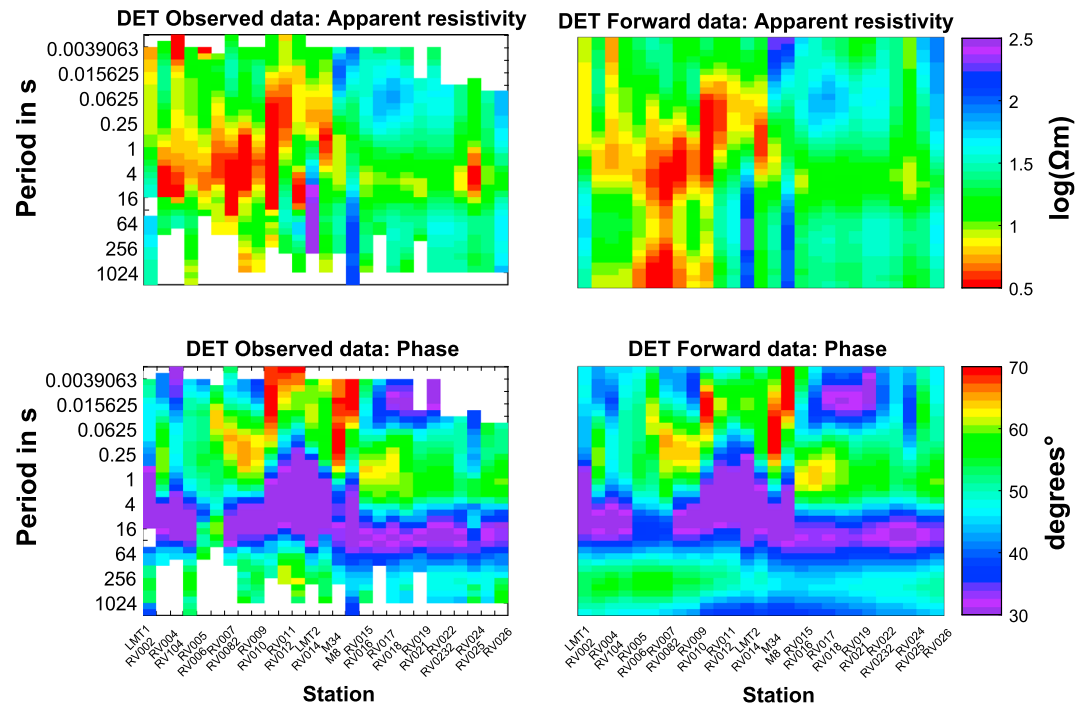 DET Observed data: Apparent resistivity
DET Forward data: Apparent resistivity
Period in s
0.0039063
0.015625
0.0625
0.25
1
4
16
64
256
1024
2.5
2
1.5
1
0.5
log(Ωm)
DET Observed data: Phase
DET Forward data: Phase
Period in s
0.0039063
0.015625
0.0625
0.25
1
4
16
64
256
1024
70
60
50
40
30
degrees°
LMT1
RV002
RV004
RV104
RV005
RV006
RV007
RV0082
RV009
RV010
RV011
RV012
LMT2
RV014
M34
M8
RV015
RV016
RV017
RV018
RV019
RV021
RV022
RV0232
RV024
RV025
RV026
Station
LMT1
RV002
RV004
RV104
RV005
RV006
RV007
RV0082
RV009
RV010
RV011
RV012
LMT2
RV014
M34
M8
RV015
RV016
RV017
RV018
RV019
RV021
RV022
RV0232
RV024
RV025
RV026
Station